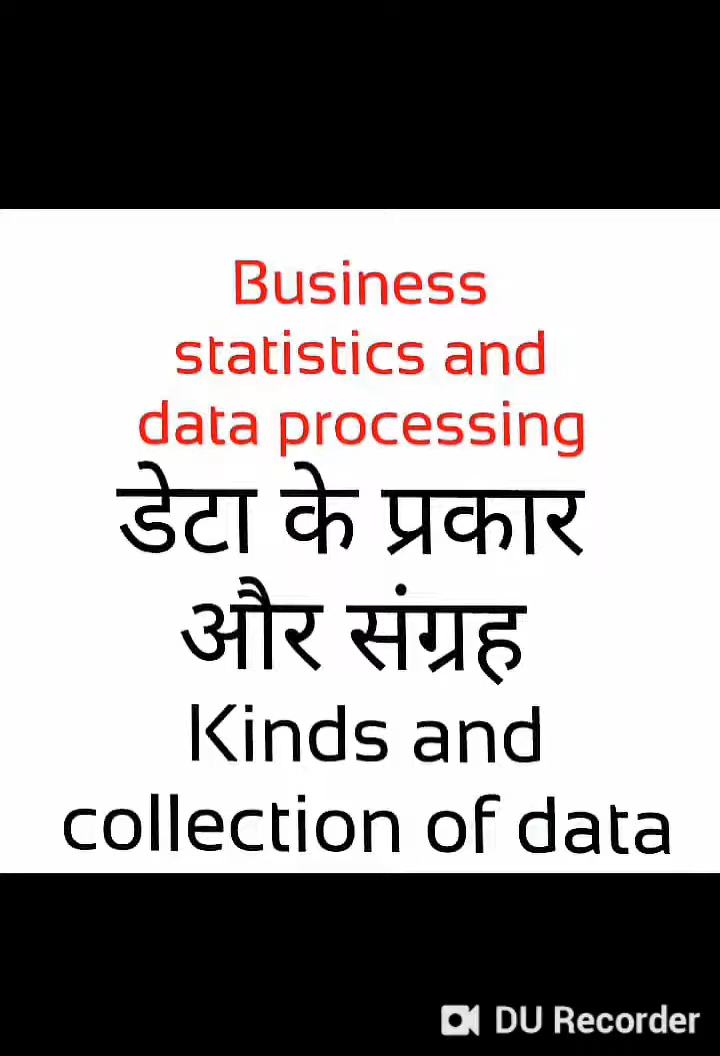 Business
statistics and
data processing
डेटा के प्रकार
और संग्रह
Kinds and
collection of data
DU Recorder